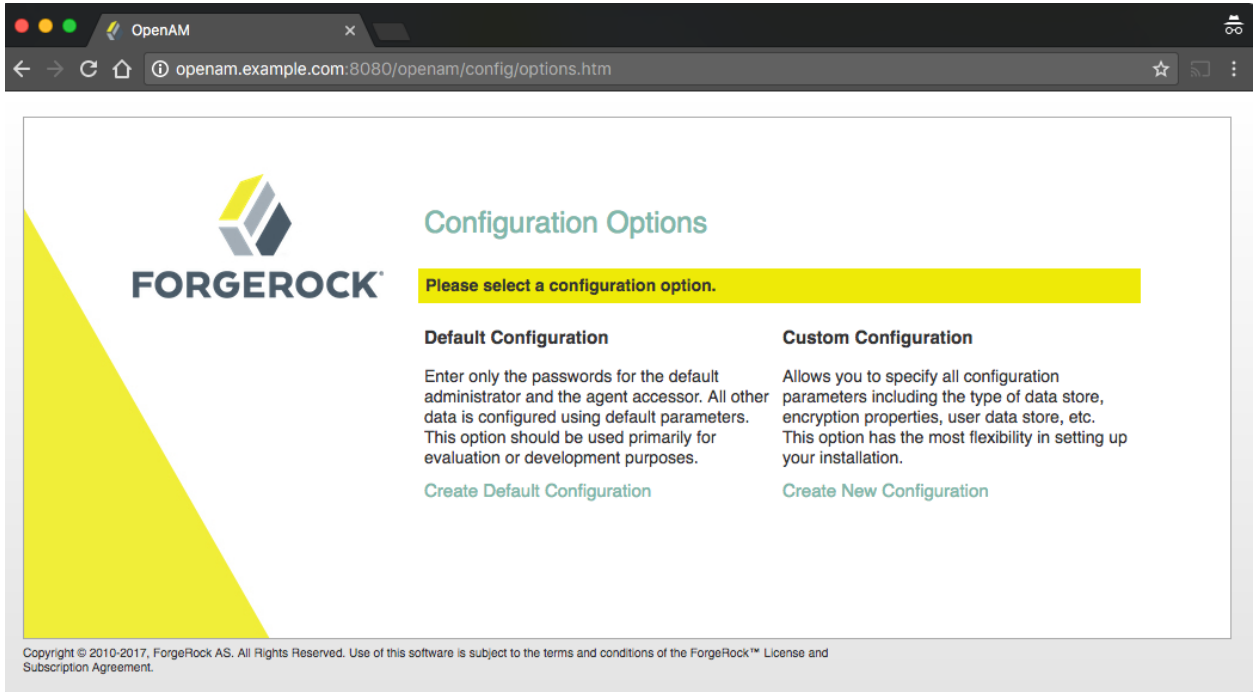 OpenAM
openam.example.com:8080/openam/config/options.htm
FORGEROCK
Configuration Options
Please select a configuration option.
Default Configuration
Enter only the passwords for the default
administrator and the agent accessor. All other
data is configured using default parameters.
This option should be used primarily for
evaluation or development purposes.
Create Default Configuration
Custom Configuration
Allows you to specify all configuration
parameters including the type of data store,
encryption properties, user data store, etc.
This option has the most flexibility in setting up
your installation.
Create New Configuration
Copyright © 2010-2017, ForgeRock AS. All Rights Reserved. Use of this software is subject to the terms and conditions of the ForgeRock™ License and
Subscription Agreement.